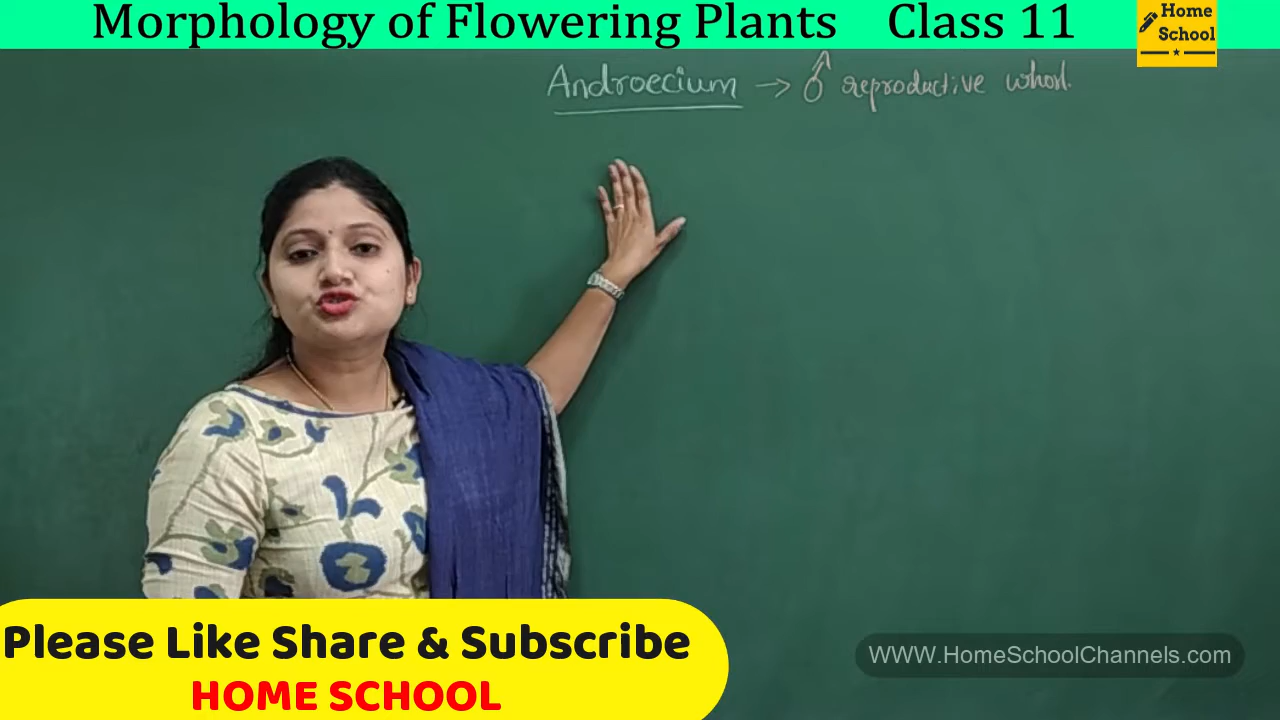 Morphology of Flowering Plants Class 11
Home
School
Androecium → ♂ reproductive whorl.
Please Like Share & Subscribe
HOME SCHOOL
WWW.HomeSchoolChannels.com